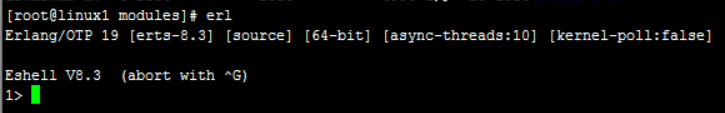 [root@linux1 modules]# erl
Erlang/OTP 19 [erts-8.3] [source] [64-bit] [async-threads:10] [kernel-poll:false]
Eshell V8.3  (abort with ^G)
1>